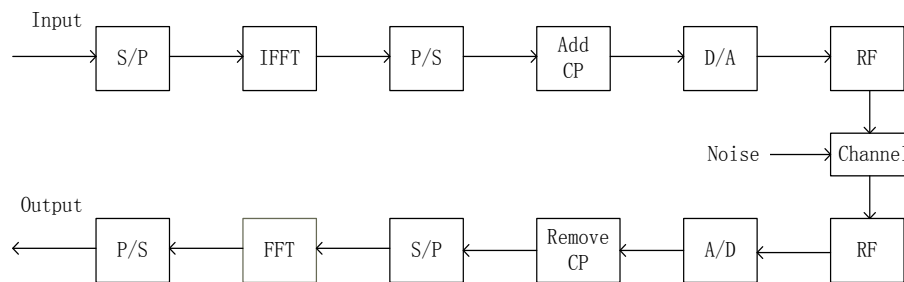 Input
S/P
IFFT
P/S
Add
CP
D/A
RF
Noise
Channel
Output
P/S
FFT
S/P
Remove
CP
A/D
RF